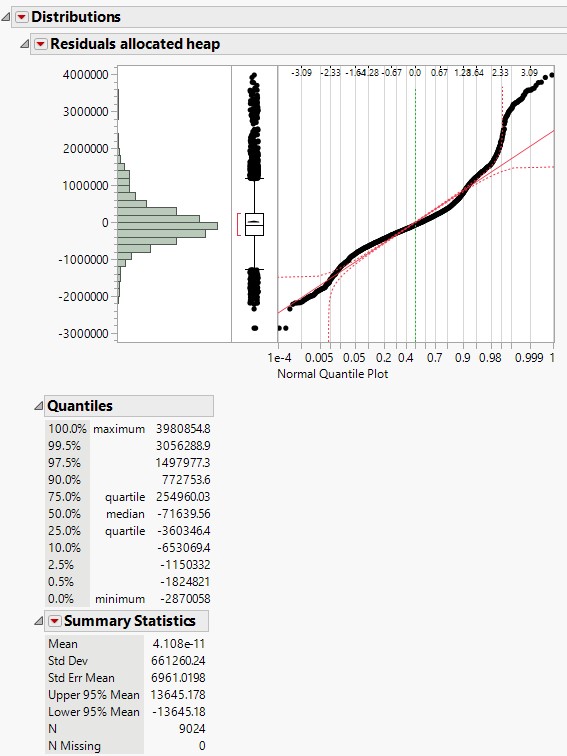 Distributions
Residuals allocated heap
-3.09 -2.33 -1.64 1.28 -0.67 0.0 0.67 1.28 1.64 2.33 3.09
4000000
3000000
2000000
1000000
0
-1000000
-2000000
-3000000
1e-4 0.005 0.05 0.2 0.4 0.7 0.9 0.98 0.999 1
Normal Quantile Plot
Quantiles
100.0% maximum 3980854.8
99.5% 3056288.9
97.5% 1497977.3
90.0% 772753.6
75.0% quartile 254960.03
50.0% median -71639.56
25.0% quartile -360346.4
10.0% -653069.4
2.5% -1150332
0.5% -1824821
0.0% minimum -2870058
Summary Statistics
Mean 4.108e-11
Std Dev 661260.24
Std Err Mean 6961.0198
Upper 95% Mean 13645.178
Lower 95% Mean -13645.18
N 9024
N Missing 0